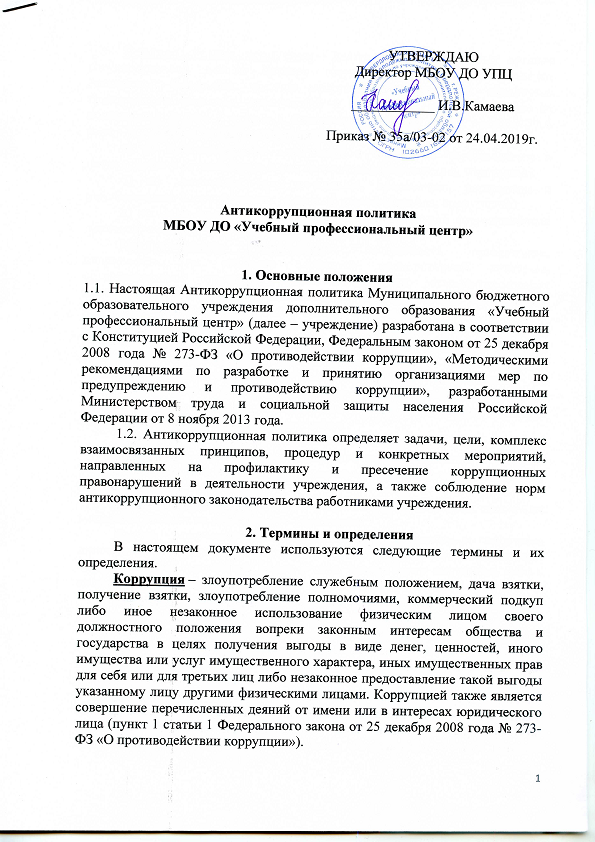 УТВЕРЖДАЮ
Директор МБОУ ДО УПЦ
И.В.Камаева
Приказ № 35а/03-02 от 24.04.2019г.
Антикоррупционная политика
МБОУ ДО «Учебный профессиональный центр»
1. Основные положения
1.1. Настоящая Антикоррупционная политика Муниципального бюджетного
образовательного учреждения дополнительного образования «Учебный
профессиональный центр» (далее – учреждение) разработана в соответствии
с Конституцией Российской Федерации, Федеральным законом от 25 декабря
2008 года № 273-ФЗ «О противодействии коррупции», «Методическими
рекомендациями по разработке и принятию организациями мер по
предупреждению и противодействию коррупции», разработанными
Министерством труда и социальной защиты населения Российской
Федерации от 8 ноября 2013 года.
1.2. Антикоррупционная политика определяет задачи, цели, комплекс
взаимосвязанных принципов, процедур и конкретных мероприятий,
направленных на профилактику и пресечение коррупционных
правонарушений в деятельности учреждения, а также соблюдение норм
антикоррупционного законодательства работниками учреждения.
2. Термины и определения
В настоящем документе используются следующие термины и их
определения.
Коррупция – злоупотребление служебным положением, дача взятки,
получение взятки, злоупотребление полномочиями, коммерческий подкуп
либо иное незаконное использование физическим лицом своего
должностного положения вопреки законным интересам общества и
государства в целях получения выгоды в виде денег, ценностей, иного
имущества или услуг имущественного характера, иных имущественных прав
для себя или для третьих лиц либо незаконное предоставление такой выгоды
указанному лицу другими физическими лицами. Коррупцией также является
совершение перечисленных деяний от имени или в интересах юридического
лица (пункт 1 статьи 1 Федерального закона от 25 декабря 2008 года № 273-
ФЗ «О противодействии коррупции»).
1